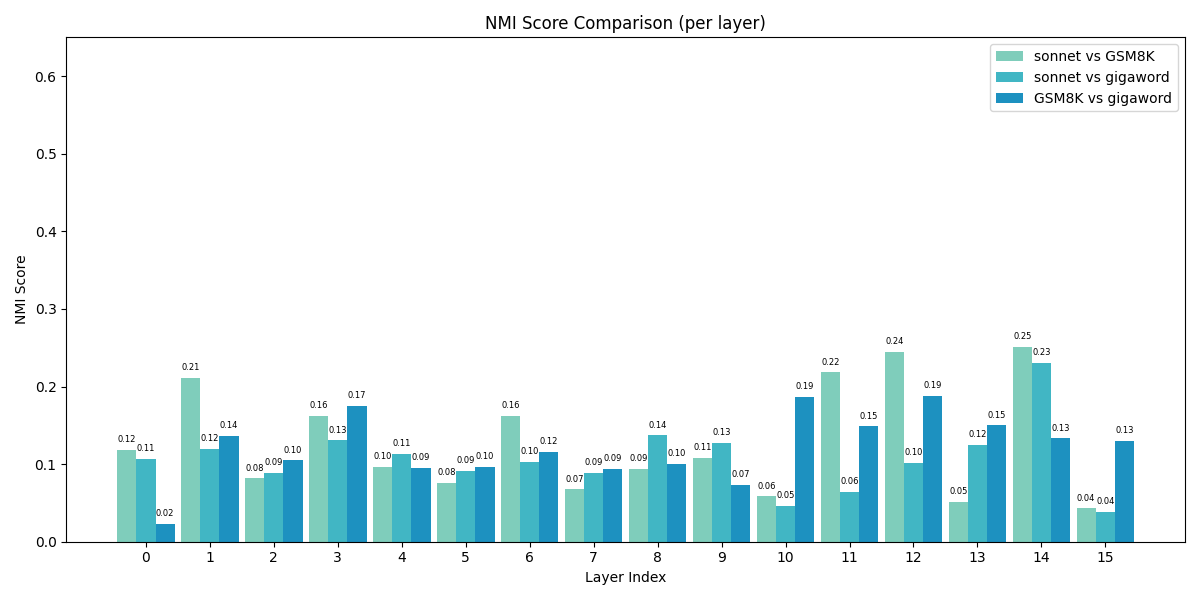 NMI Score Comparison (per layer)
sonnet vs GSM8K
sonnet vs gigaword
GSM8K vs gigaword
NMI Score
0.6
0.5
0.4
0.3
0.2
0.1
0.0
0.12 0.11 0.02
0.21 0.12 0.14
0.08 0.09 0.10
0.16 0.13 0.17
0.10 0.11 0.09
0.08 0.09 0.10
0.16 0.10 0.12
0.07 0.09 0.09
0.09 0.14 0.10
0.11 0.13 0.07
0.06 0.05 0.19
0.22 0.06 0.15
0.24 0.10 0.19
0.05 0.12 0.15
0.25 0.23 0.13
0.04 0.04 0.13
0 1 2 3 4 5 6 7 8 9 10 11 12 13 14 15
Layer Index